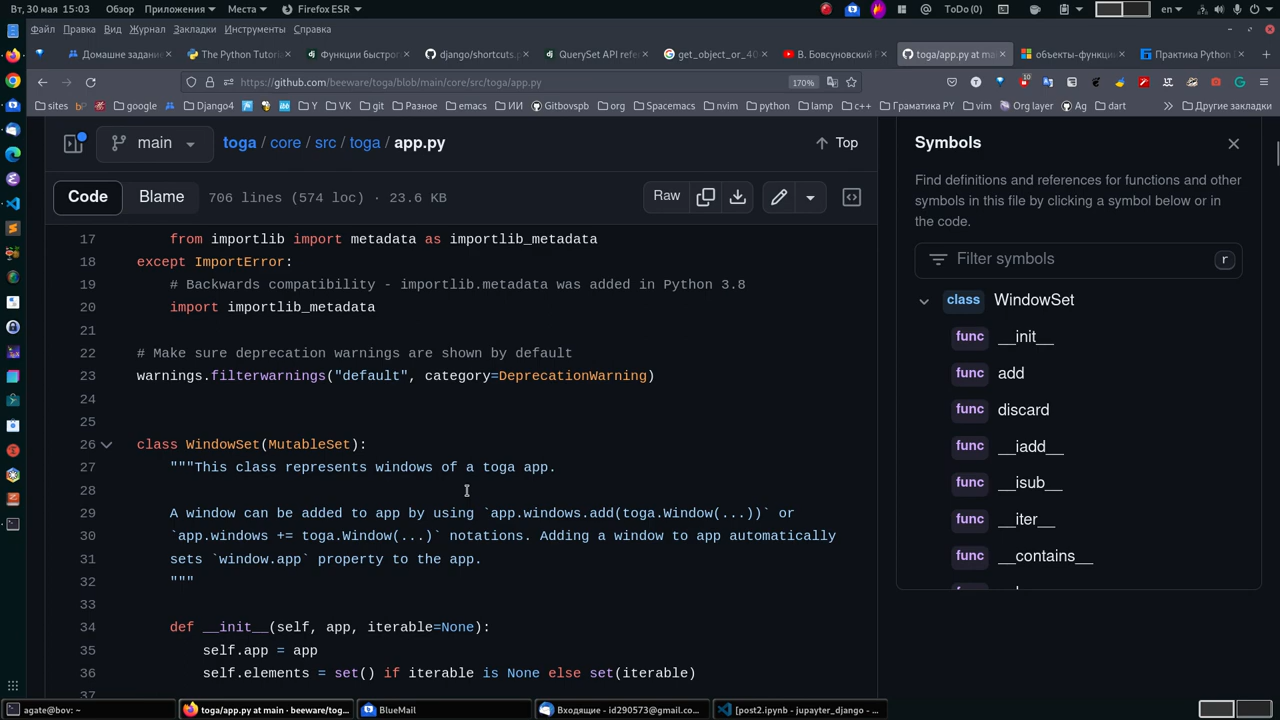 Вт, 30 мая 15:03 Обзор Приложения Места Firefox ESR ToDo(0) en
Файл Правка Вид Журнал Закладки Инструменты Справка
Домашне задани The Python Tutori Функции быстрог django/shortcuts.p QuerySet API refer get_object_or_40 В. Бовсуновский toga/app.py at mai объекты-функци Практика Python
https://github.com/beeware/toga/blob/main/core/src/toga/app.py 170% 10
sites google Django4 Y VK git Разное emacs ИИ Gitbovspb org Spacemacs nvim python lamp c++ Граматика РУ vim Org layer Ag dart Другие закладки
main toga / core / src / toga / app.py Top
Code Blame 706 lines (574 loc) · 23.6 KB Raw
17 from importlib import metadata as importlib_metadata
18 except ImportError:
19 # Backwards compatibility - importlib.metadata was added in Python 3.8
20 import importlib_metadata
21
22 # Make sure deprecation warnings are shown by default
23 warnings.filterwarnings("default", category=DeprecationWarning)
24
25
26 class WindowSet(MutableSet):
27 """This class represents windows of a toga app.
28
29 A window can be added to app by using `app.windows.add(toga.Window(...))` or
30 `app.windows += toga.Window(...)` notations. Adding a window to app automatically
31 sets `window.app` property to the app.
32 """
33
34 def __init__(self, app, iterable=None):
35 self.app = app
36 self.elements = set() if iterable is None else set(iterable)
37
Symbols
Find definitions and references for functions and other
symbols in this file by clicking a symbol below or in
the code.
Filter symbols r
class WindowSet
func __init__
func add
func discard
func __iadd__
func __isub__
func __iter__
func __contains__
agate@bov: ~ toga/app.py at main · beeware/tog... BlueMail Входящие - id290573@gmail.co... [post2.ipynb - jupayter_django - ...